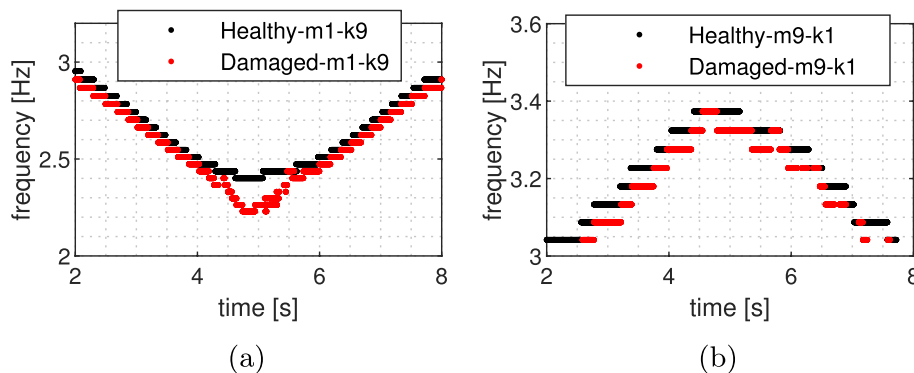 Healthy-m1-k9
Damaged-m1-k9
frequency [Hz]
3
2.5
2
2 4 6 8
time [s]
(a)
Healthy-m9-k1
Damaged-m9-k1
frequency [Hz]
3.6
3.4
3.2
3
2 4 6 8
time [s]
(b)